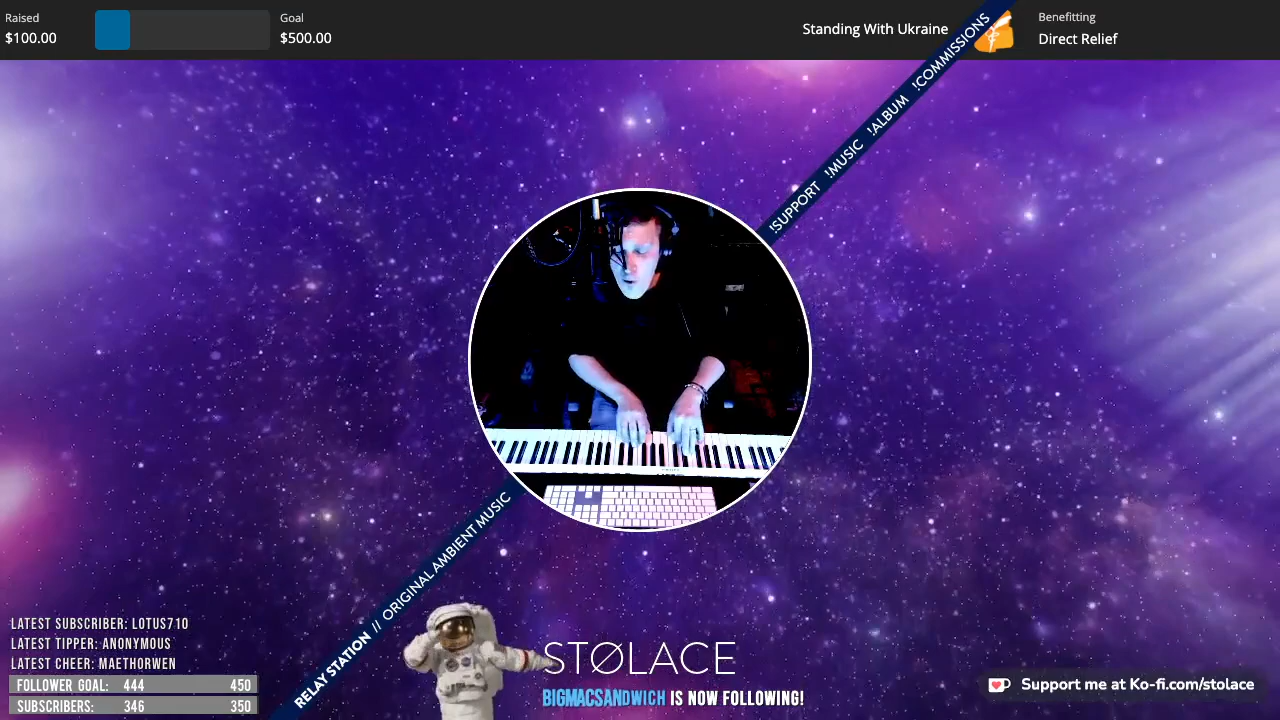 Raised
$100.00
Goal
$500.00
Standing With Ukraine
Benefitting
Direct Relief
!SUPPORT !MUSIC !ALBUM !COMMISSIONS
RELAY STATION // ORIGINAL AMBIENT MUSIC
LATEST SUBSCRIBER: LOTUS710
LATEST TIPPER: ANONYMOUS
LATEST CHEER: MAETHORWEN
FOLLOWER GOAL: 444 450
SUBSCRIBERS: 346 350
STØLACE
BIGMACSANDWICH IS NOW FOLLOWING!
Support me at Ko-fi.com/stolace